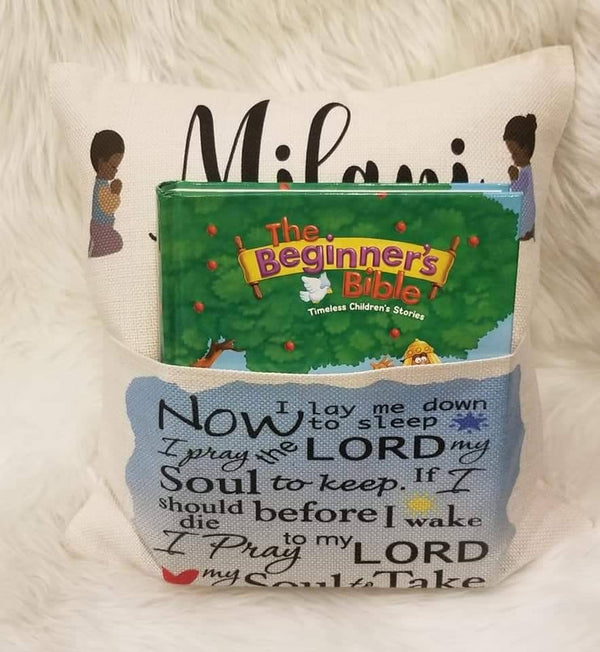 Milani
The
Beginner's
Bible
Timeless Children's Stories
Now I lay me down
to sleep
I pray the LORD my
Soul to keep. If I
should before I wake
die
I Pray to my LORD
my Soul to Take